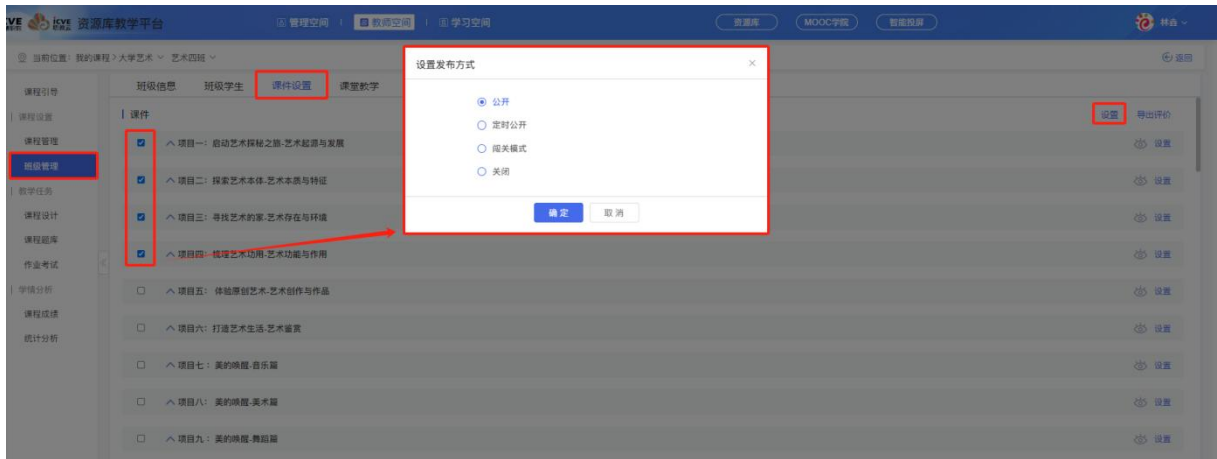 icve 智慧职教 资源库教学平台 管理空间 教师空间 学习空间 资源库 MOOC学院 智能投屏
当前位置：我的课程>大学艺术 艺术四班 返回
课程引导
课程设置
课程管理
班级管理
教学任务
课程设计
课程题库
作业考试
学情分析
课程成绩
统计分析
班级信息 班级学生 课件设置 课堂教学
课件 设置 导出评价
项目一：启动艺术探秘之旅-艺术起源与发展 设置
项目二：探索艺术本体-艺术本质与特征 设置
项目三：寻找艺术的家-艺术存在与环境 设置
项目四：梳理艺术功用-艺术功能与作用 设置
项目五：体验原创艺术-艺术创作与作品 设置
项目六：打造艺术生活-艺术鉴赏 设置
项目七：美的唤醒-音乐篇 设置
项目八：美的唤醒-美术篇 设置
项目九：美的唤醒-舞蹈篇 设置
设置发布方式
公开
定时公开
闯关模式
关闭
确定 取消